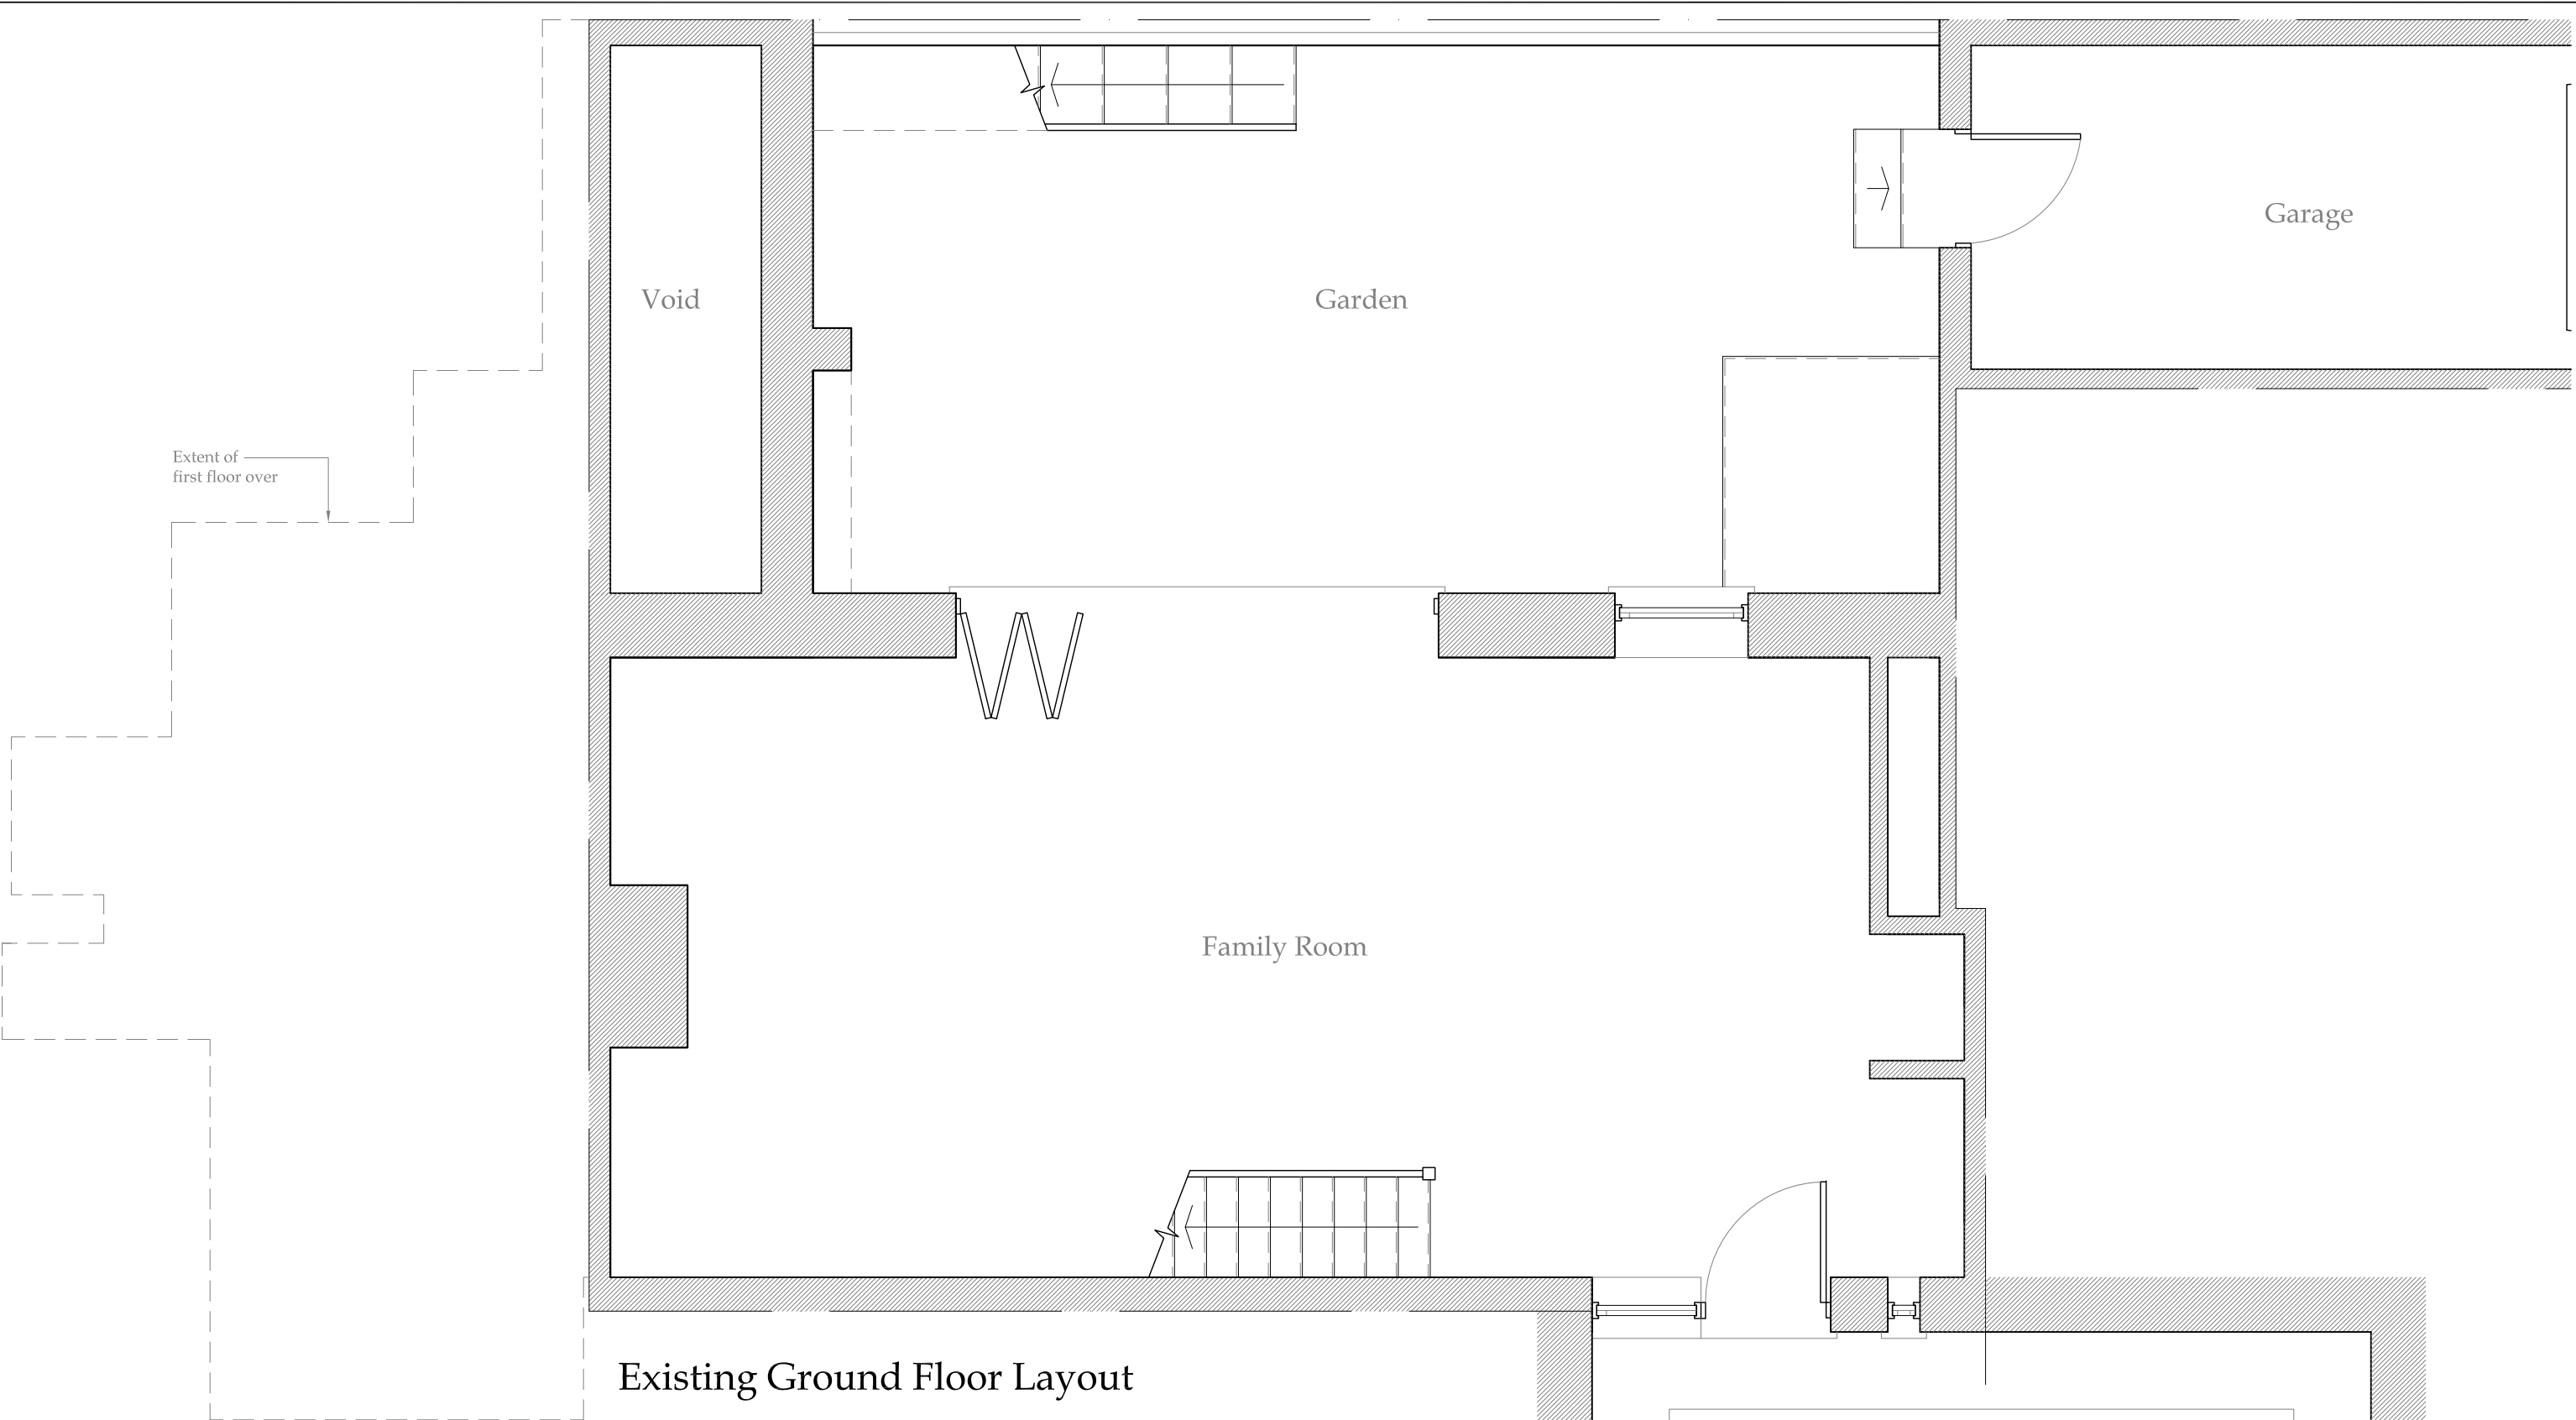 Garage
Void
Garden
Extent of
first floor over
Family Room
Existing Ground Floor Layout